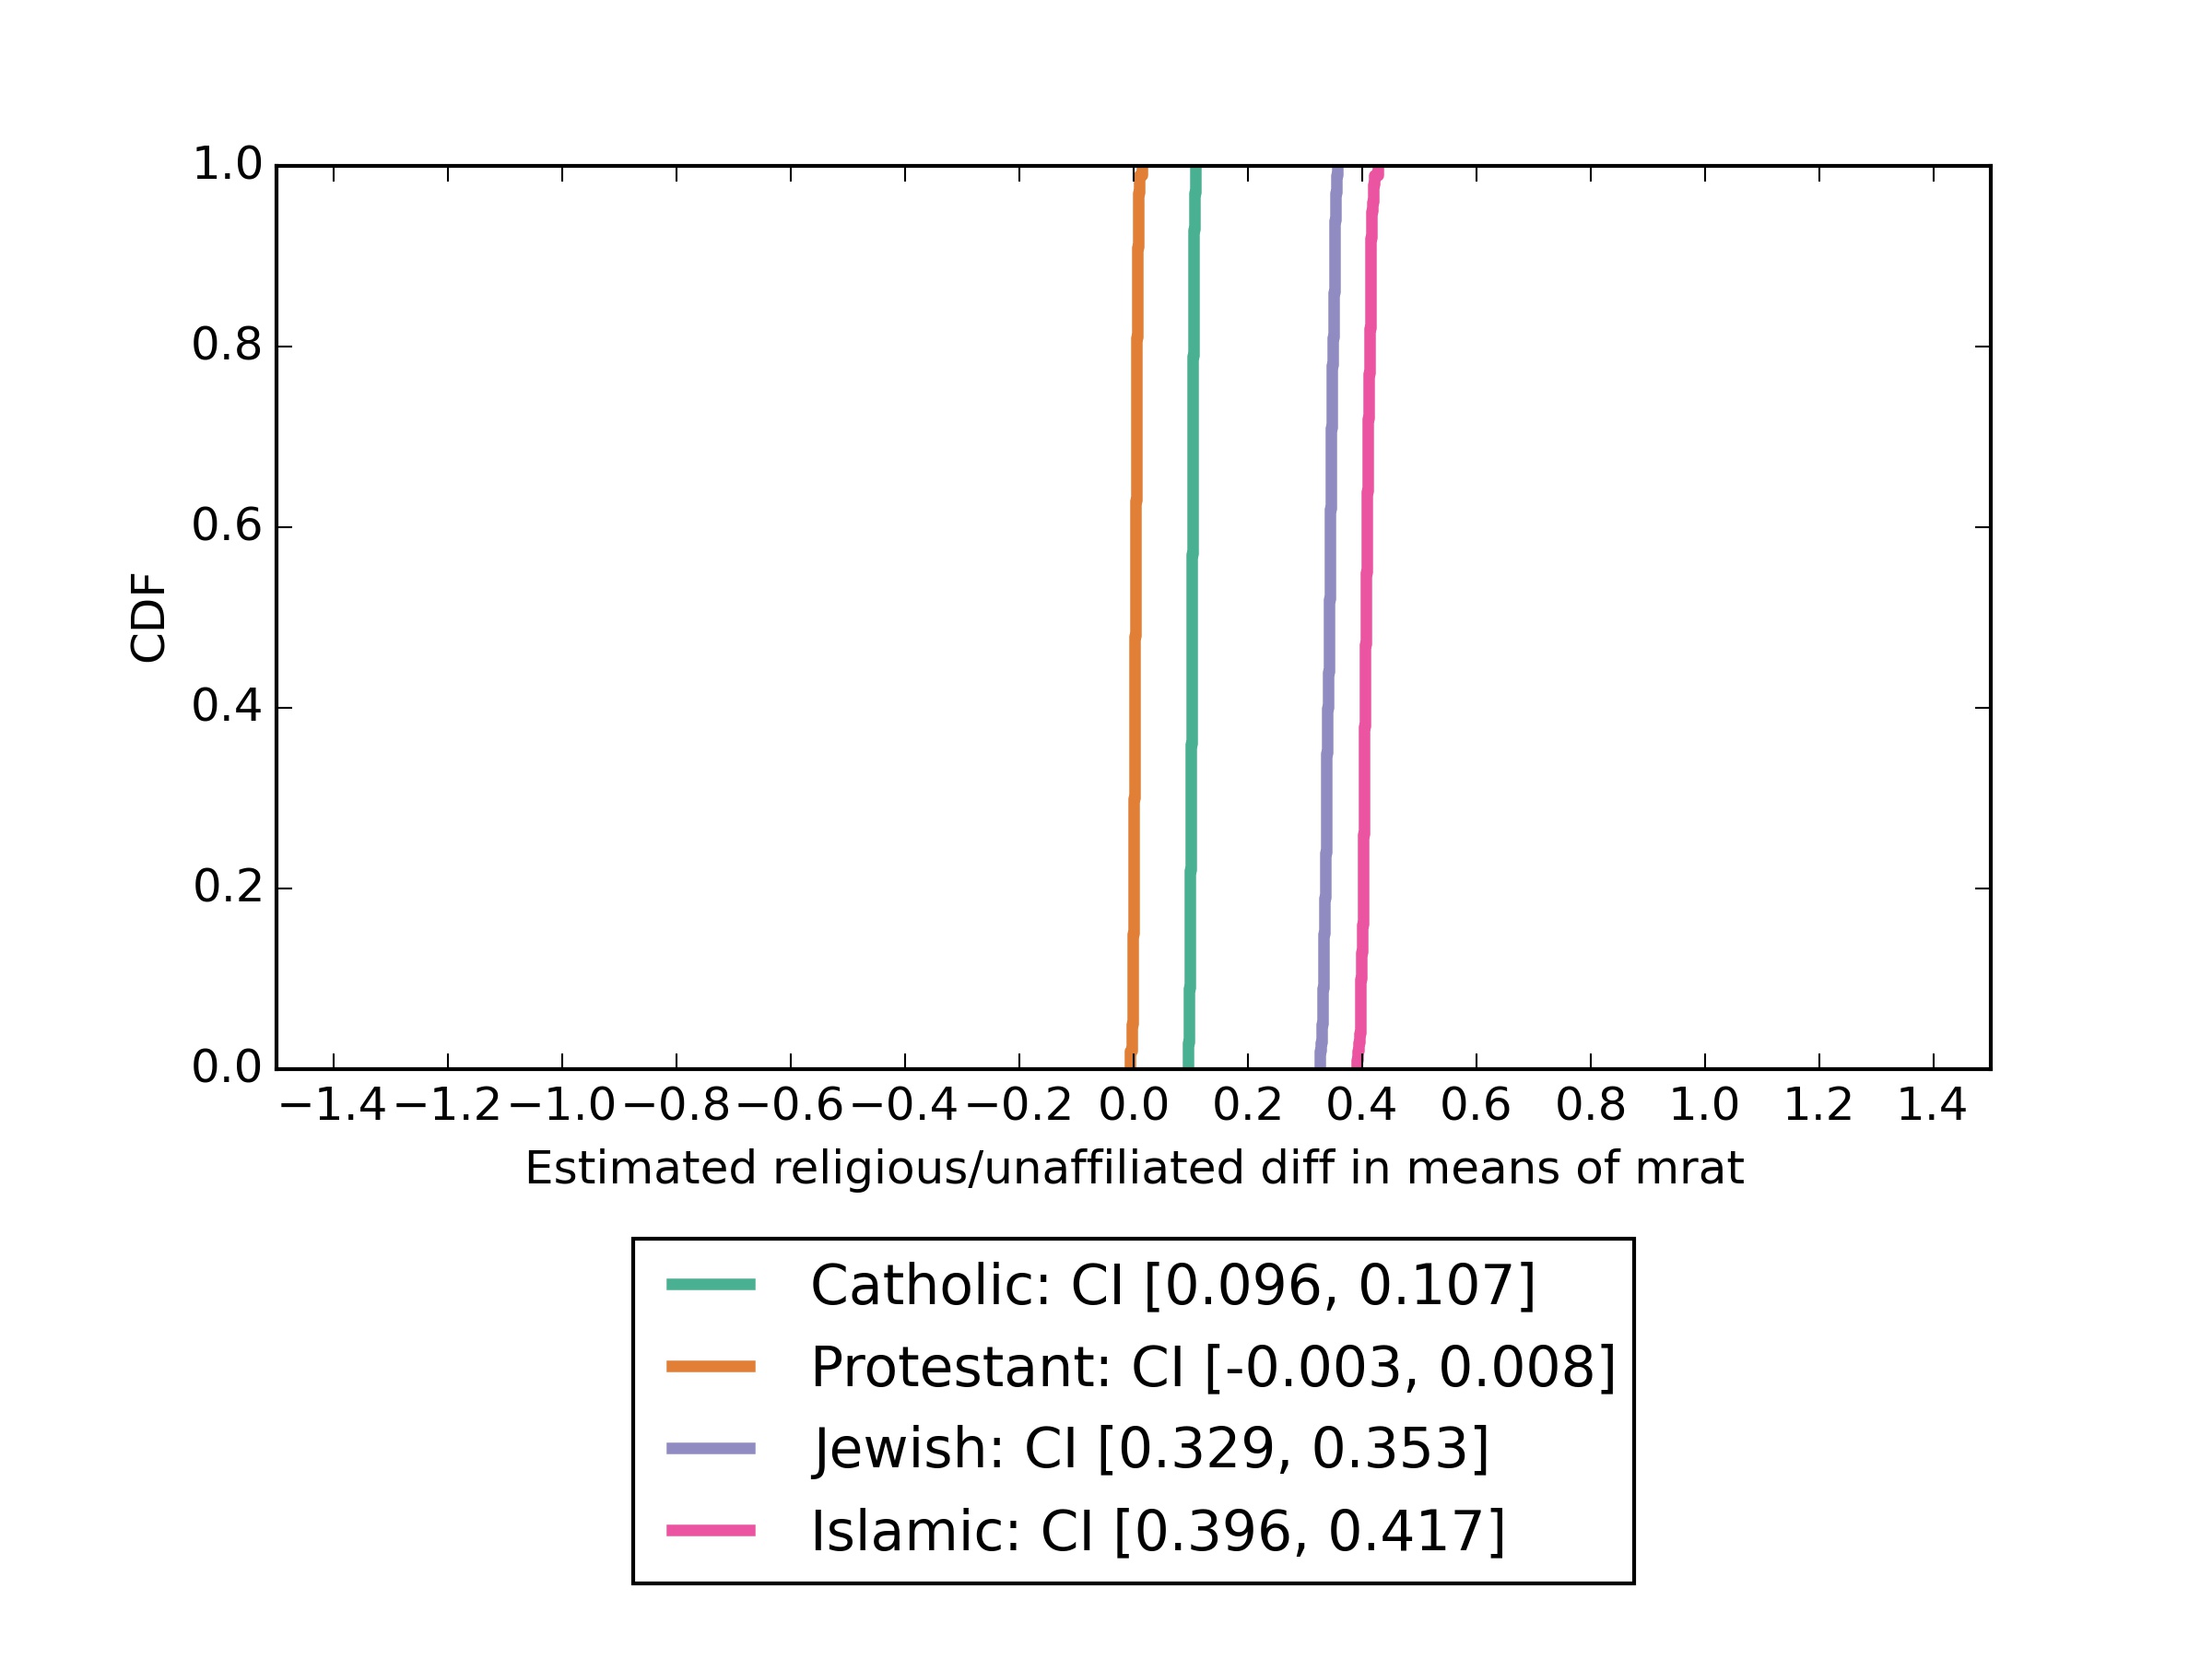 1.0
0.8
0.6
0.4
0.2
0.0
CDF
−1.4 −1.2 −1.0 −0.8 −0.6 −0.4 −0.2 0.0 0.2 0.4 0.6 0.8 1.0 1.2 1.4
Estimated religious/unaffiliated diff in means of mrat
Catholic: CI [0.096, 0.107]
Protestant: CI [-0.003, 0.008]
Jewish: CI [0.329, 0.353]
Islamic: CI [0.396, 0.417]